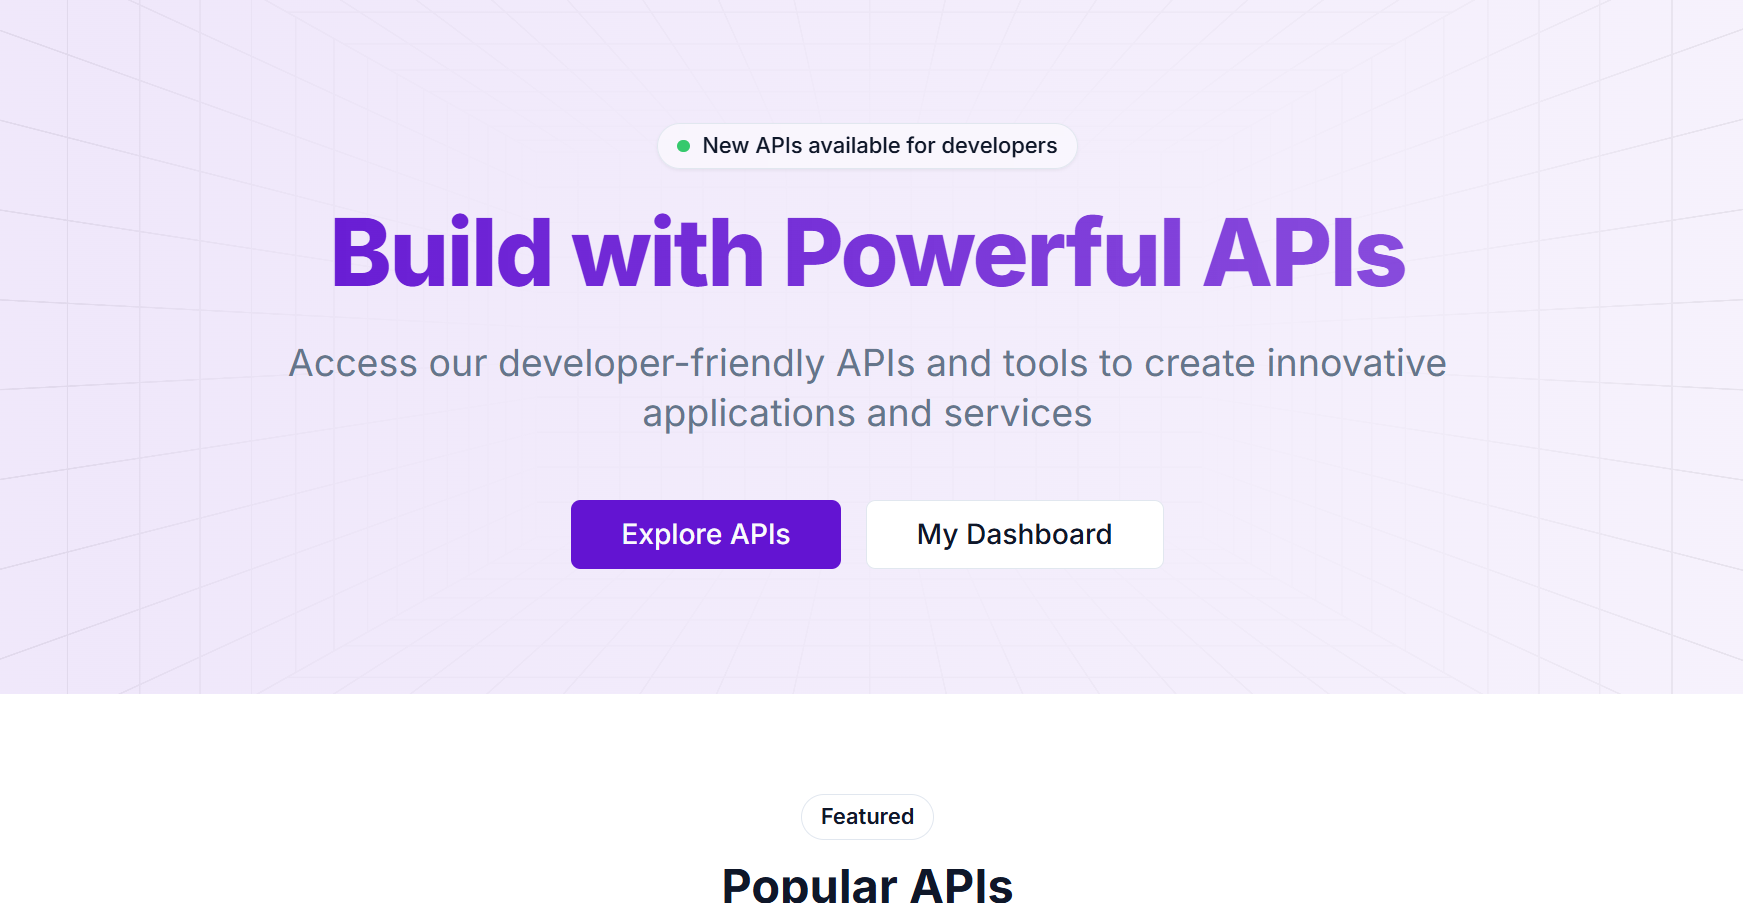 New APIs available for developers
Build with Powerful APIs
Access our developer-friendly APIs and tools to create innovative
applications and services
Explore APIs
My Dashboard
Featured
Popular APIs